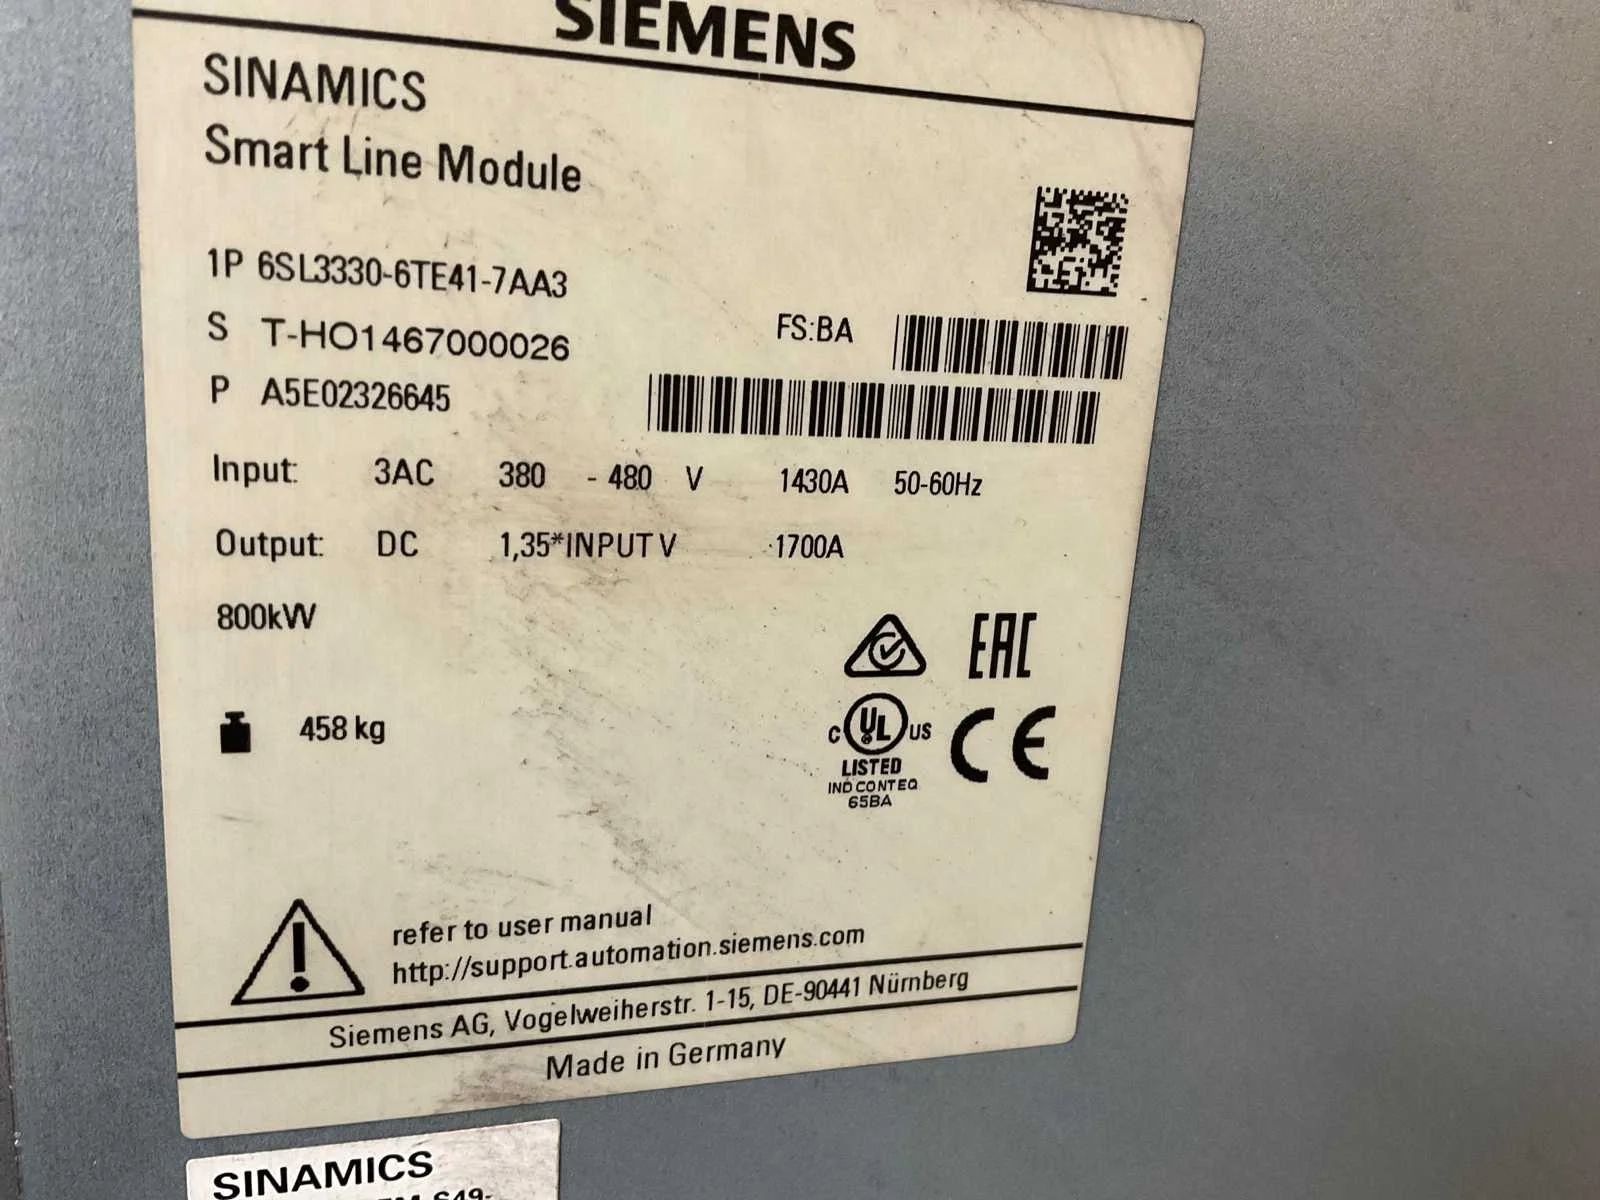 SIEMENS
SINAMICS
Smart Line Module
1P 6SL3330-6TE41-7AA3
S T-HO1467000026 FS:BA
P A5E02326645
Input: 3AC 380 - 480 V 1430A 50-60Hz
Output: DC 1,35*INPUT V 1700A
800kW
EAC
458 kg
C UL US CE
LISTED
IND CONT EQ
65BA
refer to user manual
http://support.automation.siemens.com
Siemens AG, Vogelweiherstr. 1-15, DE-90441 Nürnberg
Made in Germany
SINAMICS